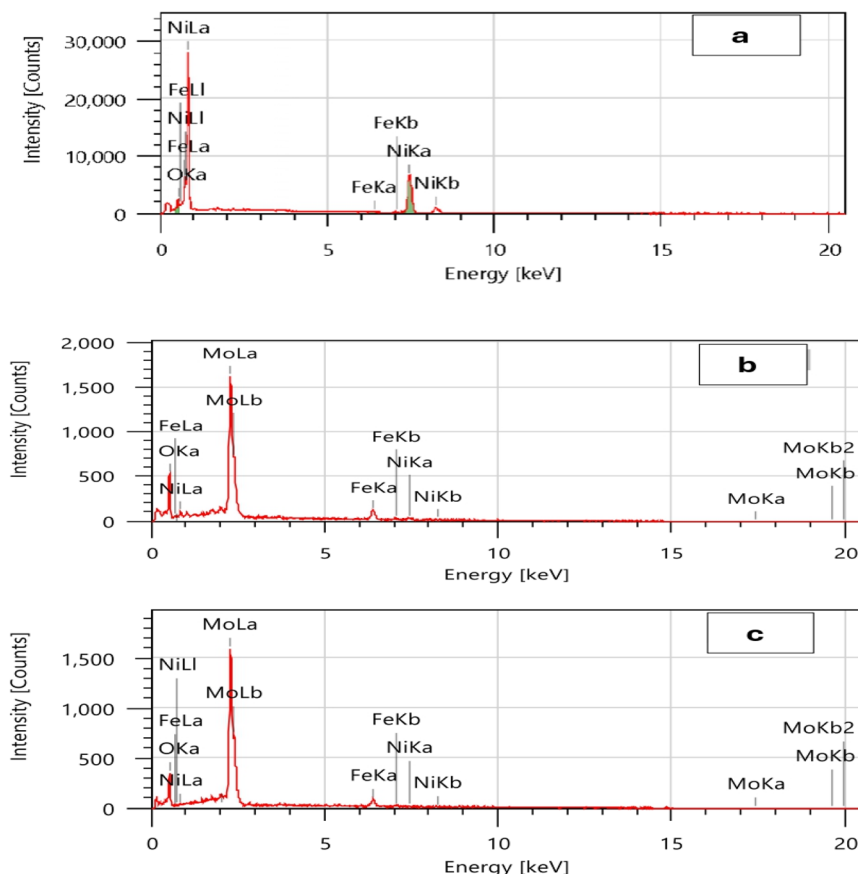 a
Intensity [Counts]
30,000
20,000
10,000
0
NiLa
FeLl
NiLl
FeLa
OKa
FeKb
NiKa
FeKa
NiKb
0 5 10 15 20
Energy [keV]
b
Intensity [Counts]
2,000
1,500
1,000
500
0
MoLa
MoLb
FeLa
OKa
NiLa
FeKb
NiKa
FeKa
NiKb
MoKb2
MoKb
MoKa
0 5 10 15 20
Energy [keV]
c
Intensity [Counts]
1,500
1,000
500
0
MoLa
NiLl
MoLb
FeLa
OKa
NiLa
FeKb
NiKa
FeKa
NiKb
MoKb2
MoKb
MoKa
0 5 10 15 20
Energy [keV]